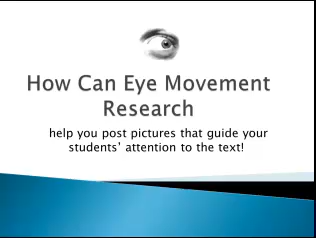 How Can Eye Movement
Research
help you post pictures that guide your
students’ attention to the text!